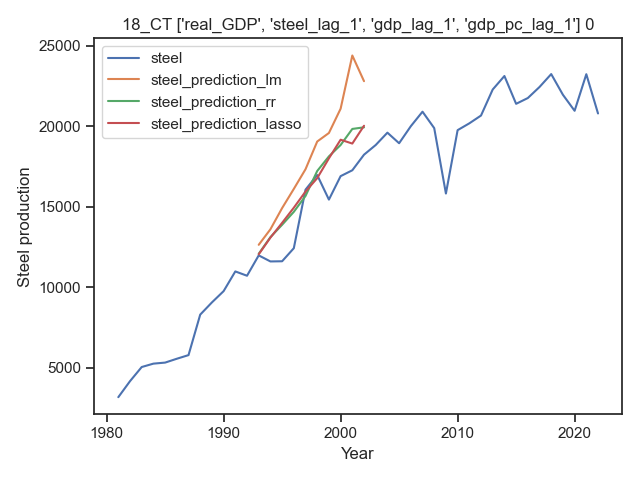 18_CT ['real_GDP', 'steel_lag_1', 'gdp_lag_1', 'gdp_pc_lag_1'] 0
steel
steel_prediction_lm
steel_prediction_rr
steel_prediction_lasso
Steel production
25000
20000
15000
10000
5000
1980 1990 2000 2010 2020
Year